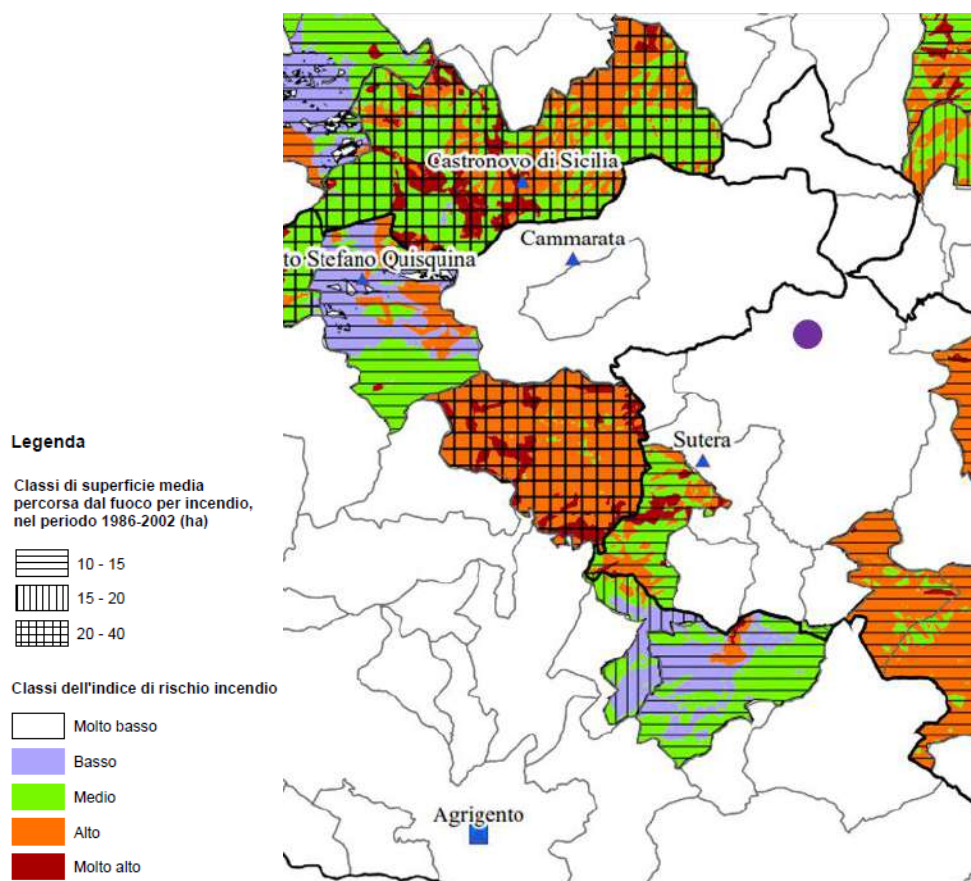 Castronovo di Sicilia
Cammarata
to Stefano Quisquina
Sutera
Agrigento
Legenda
Classi di superficie media
percorsa dal fuoco per incendio,
nel periodo 1986-2002 (ha)
10 - 15
15 - 20
20 - 40
Classi dell'indice di rischio incendio
Molto basso
Basso
Medio
Alto
Molto alto